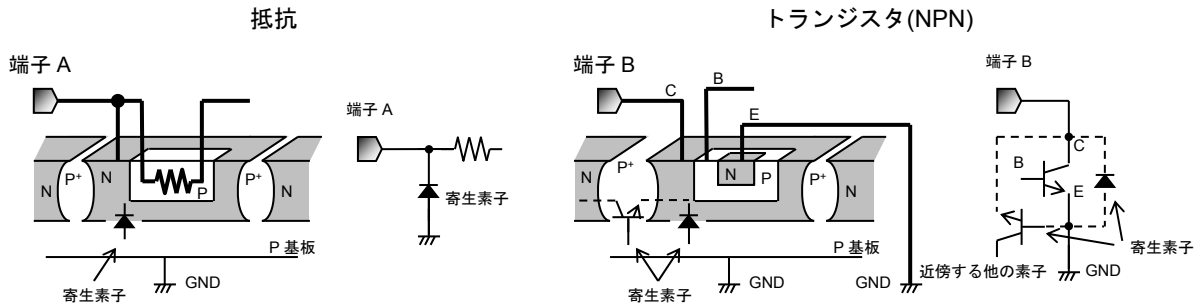 抵抗
トランジスタ(NPN)
端子 A
端子 A
N
P+
N
P
P+
N
寄生素子
P 基板
GND
寄生素子
端子 B
C
B
E
N
P+
N
N
P
P+
N
P 基板
GND
GND
寄生素子
端子 B
C
B
E
近傍する他の素子
GND
寄生素子